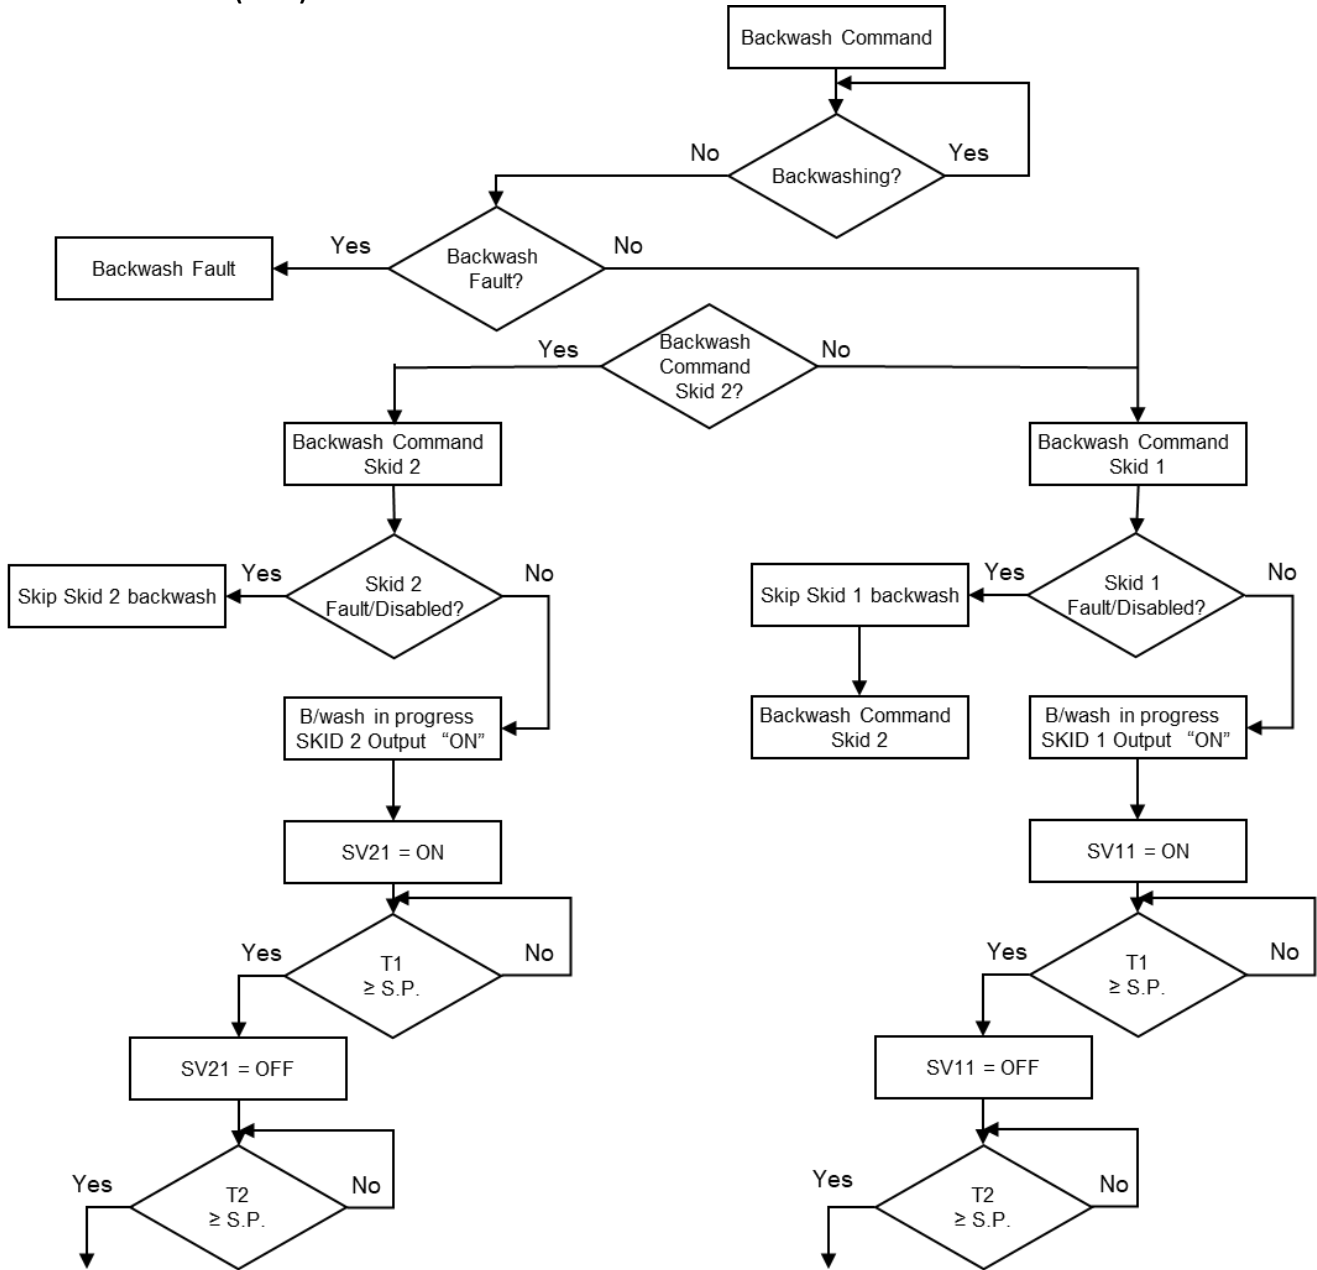 Backwash Command
No
Yes
Backwashing?
Yes
Backwash
Fault?
No
Backwash Fault
Yes
Backwash
Command
Skid 2?
No
Backwash Command
Skid 2
Backwash Command
Skid 1
Skip Skid 2 backwash
Yes
Skid 2
Fault/Disabled?
No
Skip Skid 1 backwash
Yes
Skid 1
Fault/Disabled?
No
B/wash in progress
SKID 2 Output “ON”
Backwash Command
Skid 2
B/wash in progress
SKID 1 Output “ON”
SV21 = ON
SV11 = ON
Yes
T1
≥ S.P.
No
Yes
T1
≥ S.P.
No
SV21 = OFF
SV11 = OFF
Yes
T2
≥ S.P.
No
Yes
T2
≥ S.P.
No